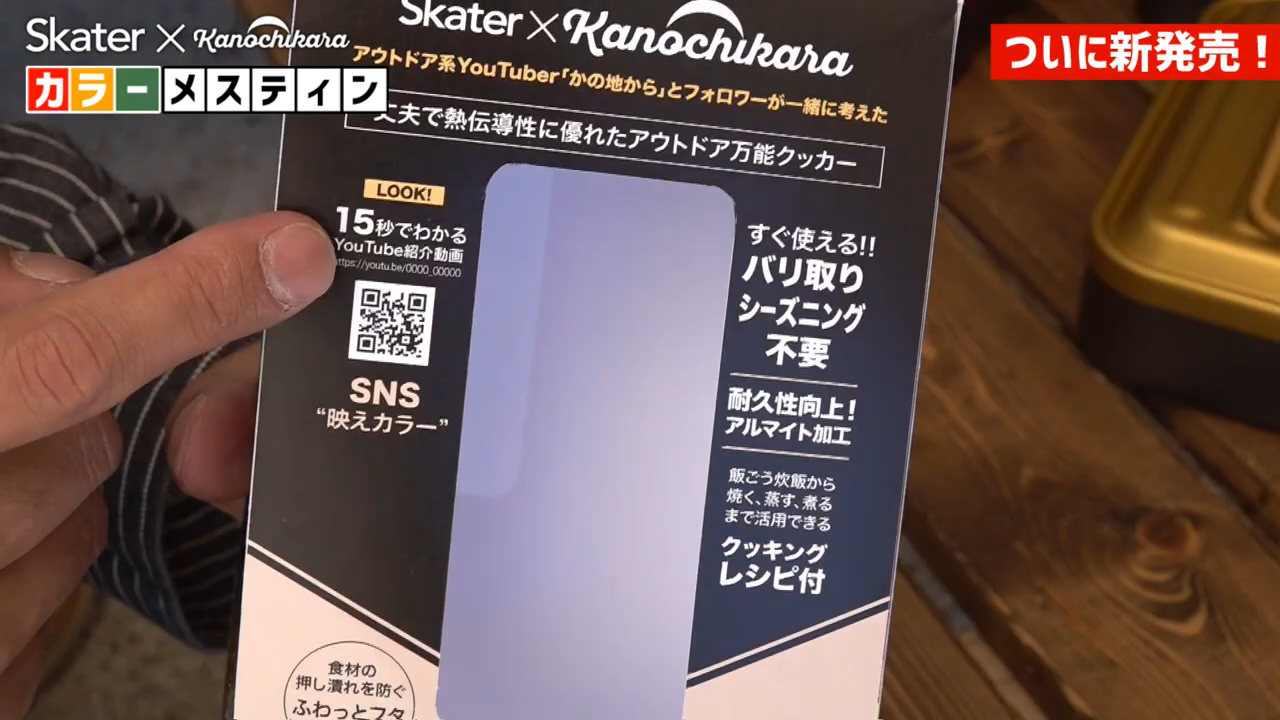 Skater × Kanochikara
カラーメスティン
ついに新発売！
Skater × Kanochikara
アウトドア系YouTuber「かの地から」とフォロワーが一緒に考えた
丈夫で熱伝導性に優れたアウトドア万能クッカー
LOOK!
15秒でわかる
YouTube紹介動画
https://youtu.be/0000_00000
SNS
“映えカラー”
すぐ使える!!
バリ取り
シーズニング
不要
耐久性向上！
アルマイト加工
飯ごう炊飯から
焼く、蒸す、煮る
まで活用できる
クッキング
レシピ付
食材の
押し潰れを防ぐ
ふわっとフタ